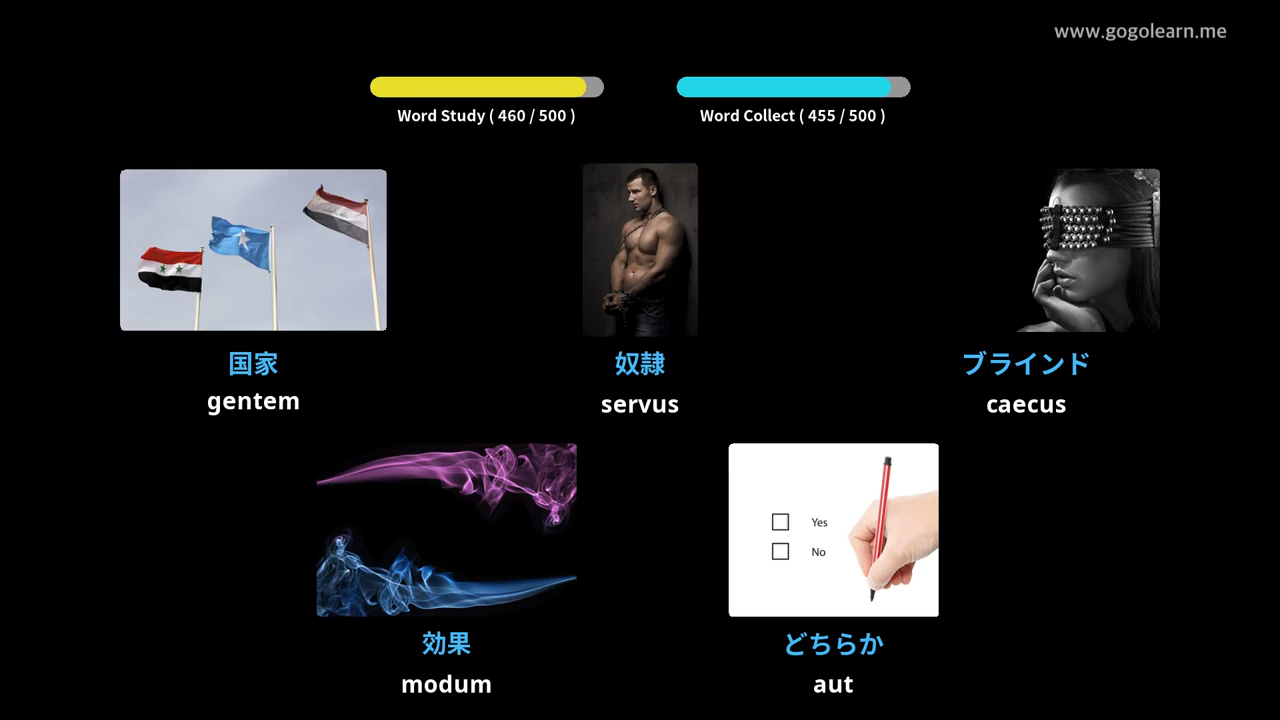 www.gogolearn.me
Word Study ( 460 / 500 )
Word Collect ( 455 / 500 )
国家
gentem
奴隷
servus
ブラインド
caecus
効果
modum
Yes
No
どちらか
aut